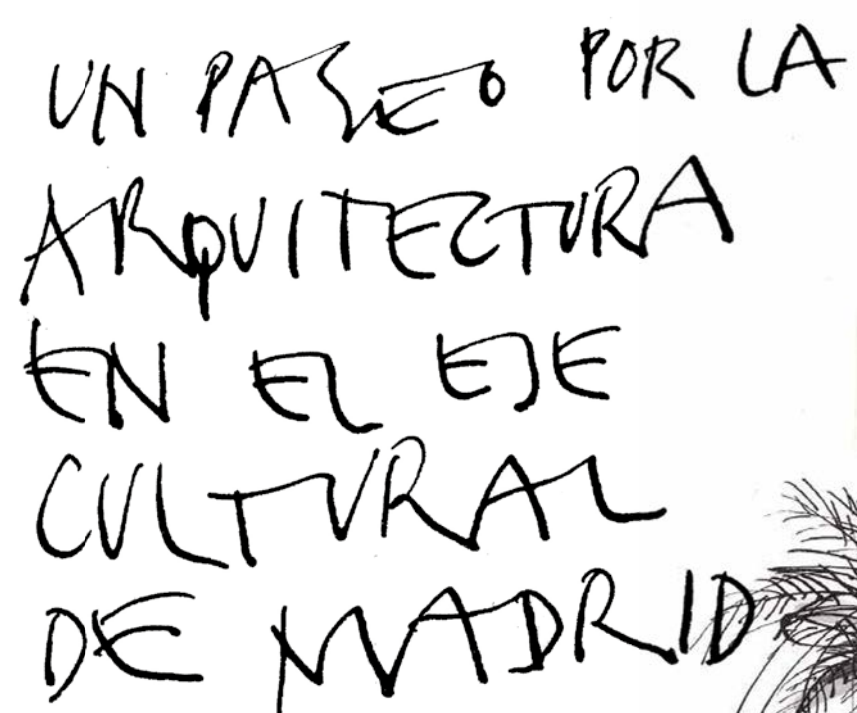 UN PASEO POR LA
ARQUITECTURA
EN EL EJE
CULTURAL
DE MADRID